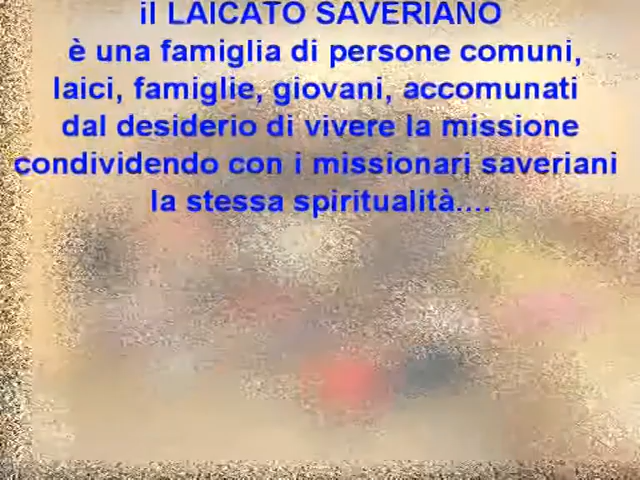 il LAICATO SAVERIANO
è una famiglia di persone comuni,
laici, famiglie, giovani, accomunati
dal desiderio di vivere la missione
condividendo con i missionari saveriani
la stessa spiritualità....